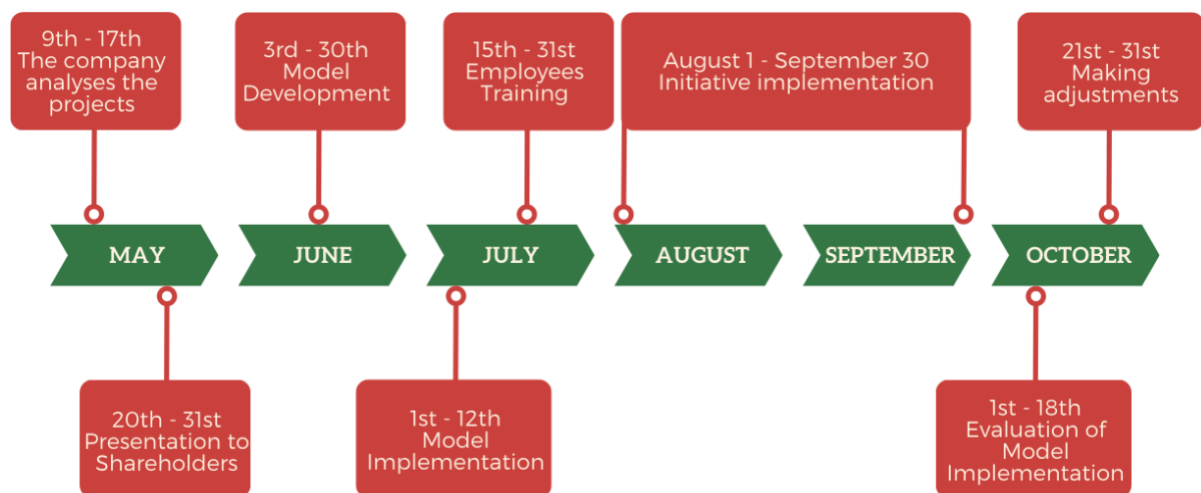 9th - 17th
The company
analyses the
projects
3rd - 30th
Model
Development
15th - 31st
Employees
Training
August 1 - September 30
Initiative implementation
21st - 31st
Making
adjustments
MAY
JUNE
JULY
AUGUST
SEPTEMBER
OCTOBER
20th - 31st
Presentation to
Shareholders
1st - 12th
Model
Implementation
1st - 18th
Evaluation of
Model
Implementation